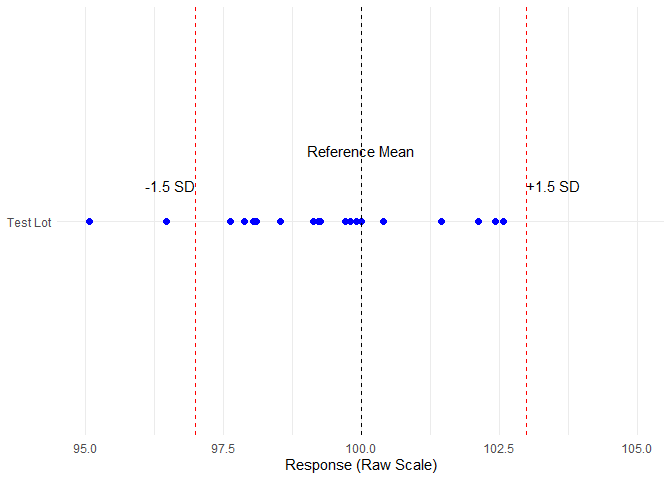 Reference Mean
-1.5 SD
+1.5 SD
Test Lot
95.0
97.5
100.0
102.5
105.0
Response (Raw Scale)